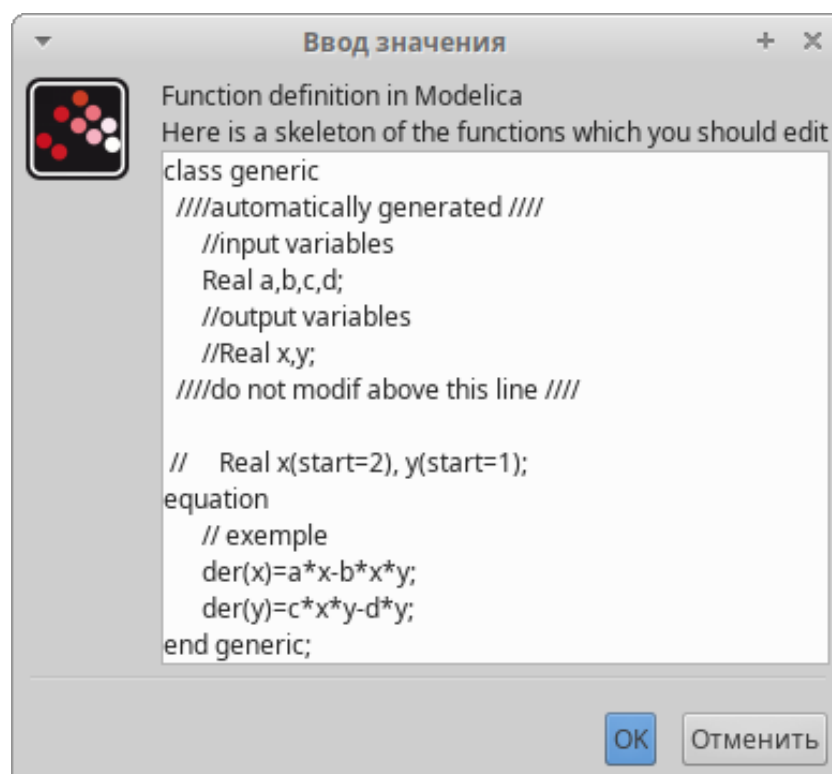 Ввод значения
Function definition in Modelica
Here is a skeleton of the functions which you should edit
class generic
////automatically generated ////
//input variables
Real a,b,c,d;
//output variables
//Real x,y;
////do not modif above this line ////
// Real x(start=2), y(start=1);
equation
// exemple
der(x)=a*x-b*x*y;
der(y)=c*x*y-d*y;
end generic;
OK Отменить